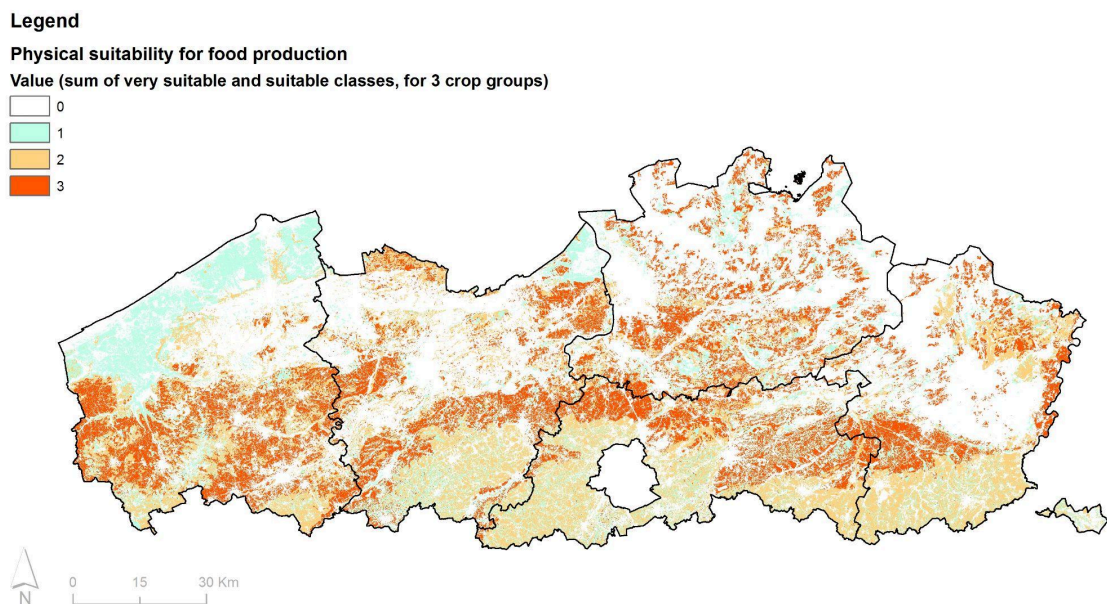 Legend
Physical suitability for food production
Value (sum of very suitable and suitable classes, for 3 crop groups)
0
1
2
3
N
0 15 30 Km